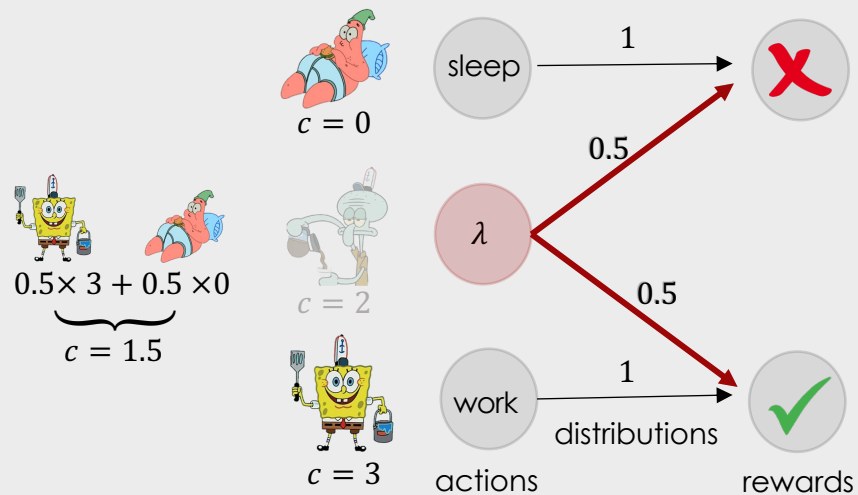 sleep
1
c = 0
0.5
λ
0.5× 3 + 0.5 ×0
c = 1.5
c = 2
0.5
1
work
distributions
c = 3
actions
rewards